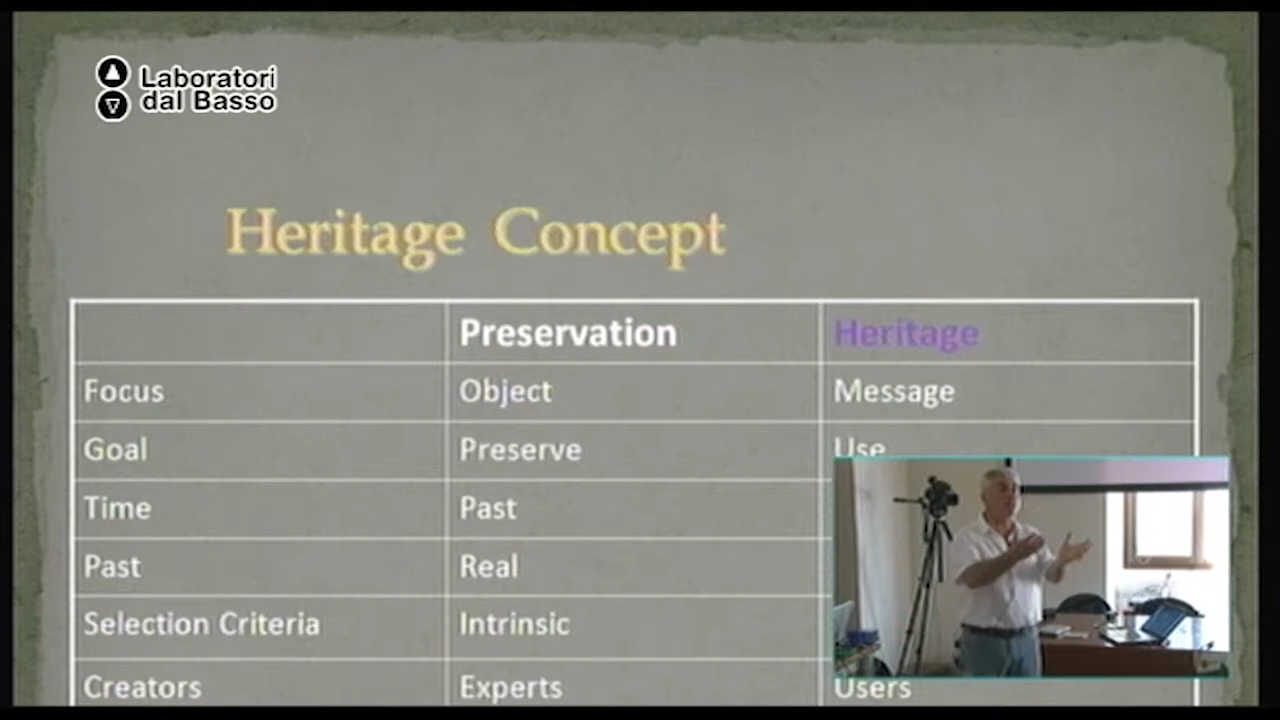 Laboratori
dal Basso
Heritage Concept
Preservation Heritage
Focus Object Message
Goal Preserve Use
Time Past
Past Real
Selection Criteria Intrinsic
Creators Experts Users